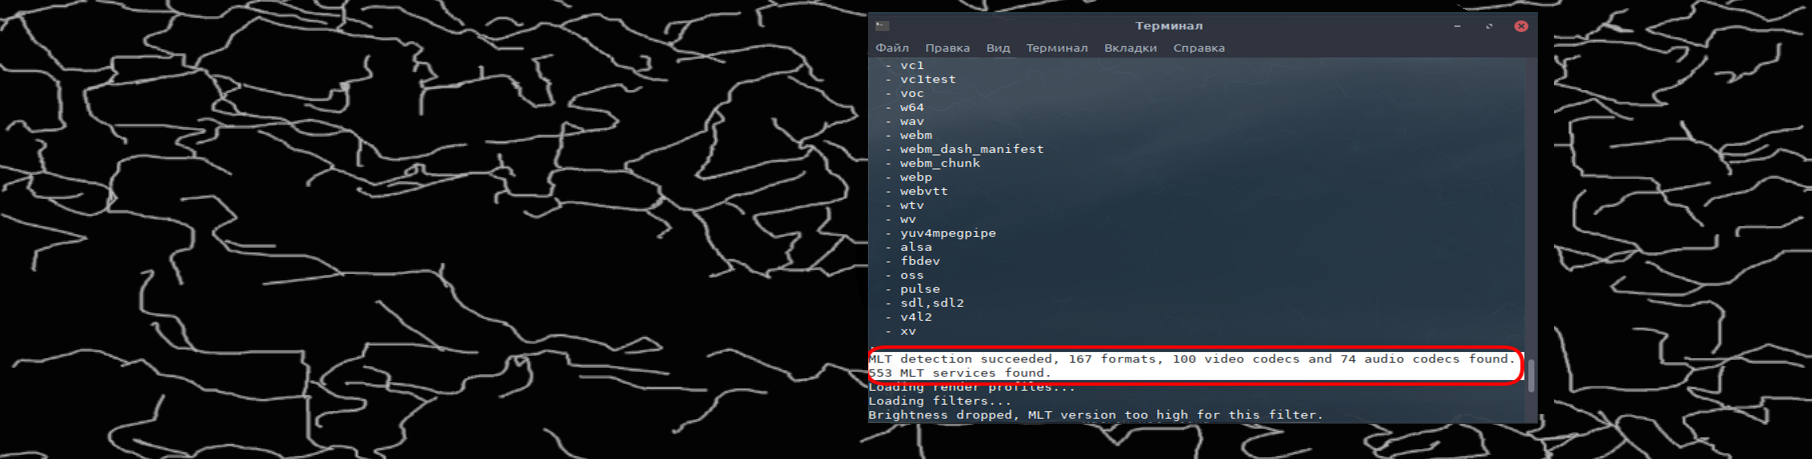 Терминал
Файл Правка Вид Терминал Вкладки Справка
- vc1
- vc1test
- voc
- w64
- wav
- webm
- webm_dash_manifest
- webm_chunk
- webp
- webvtt
- wtv
- wv
- yuv4mpegpipe
- alsa
- fbdev
- oss
- pulse
- sdl,sdl2
- v4l2
- xv
MLT detection succeeded, 167 formats, 100 video codecs and 74 audio codecs found.
553 MLT services found.
Loading render profiles...
Loading filters...
Brightness dropped, MLT version too high for this filter.